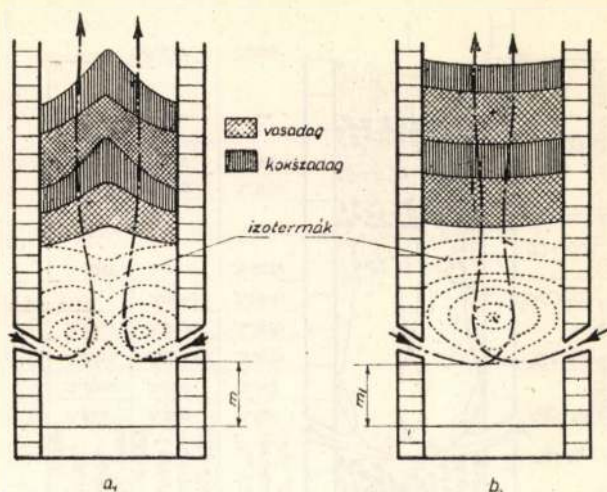 vasadag
kokszadag
izotermák
m
m₁
a,
b,